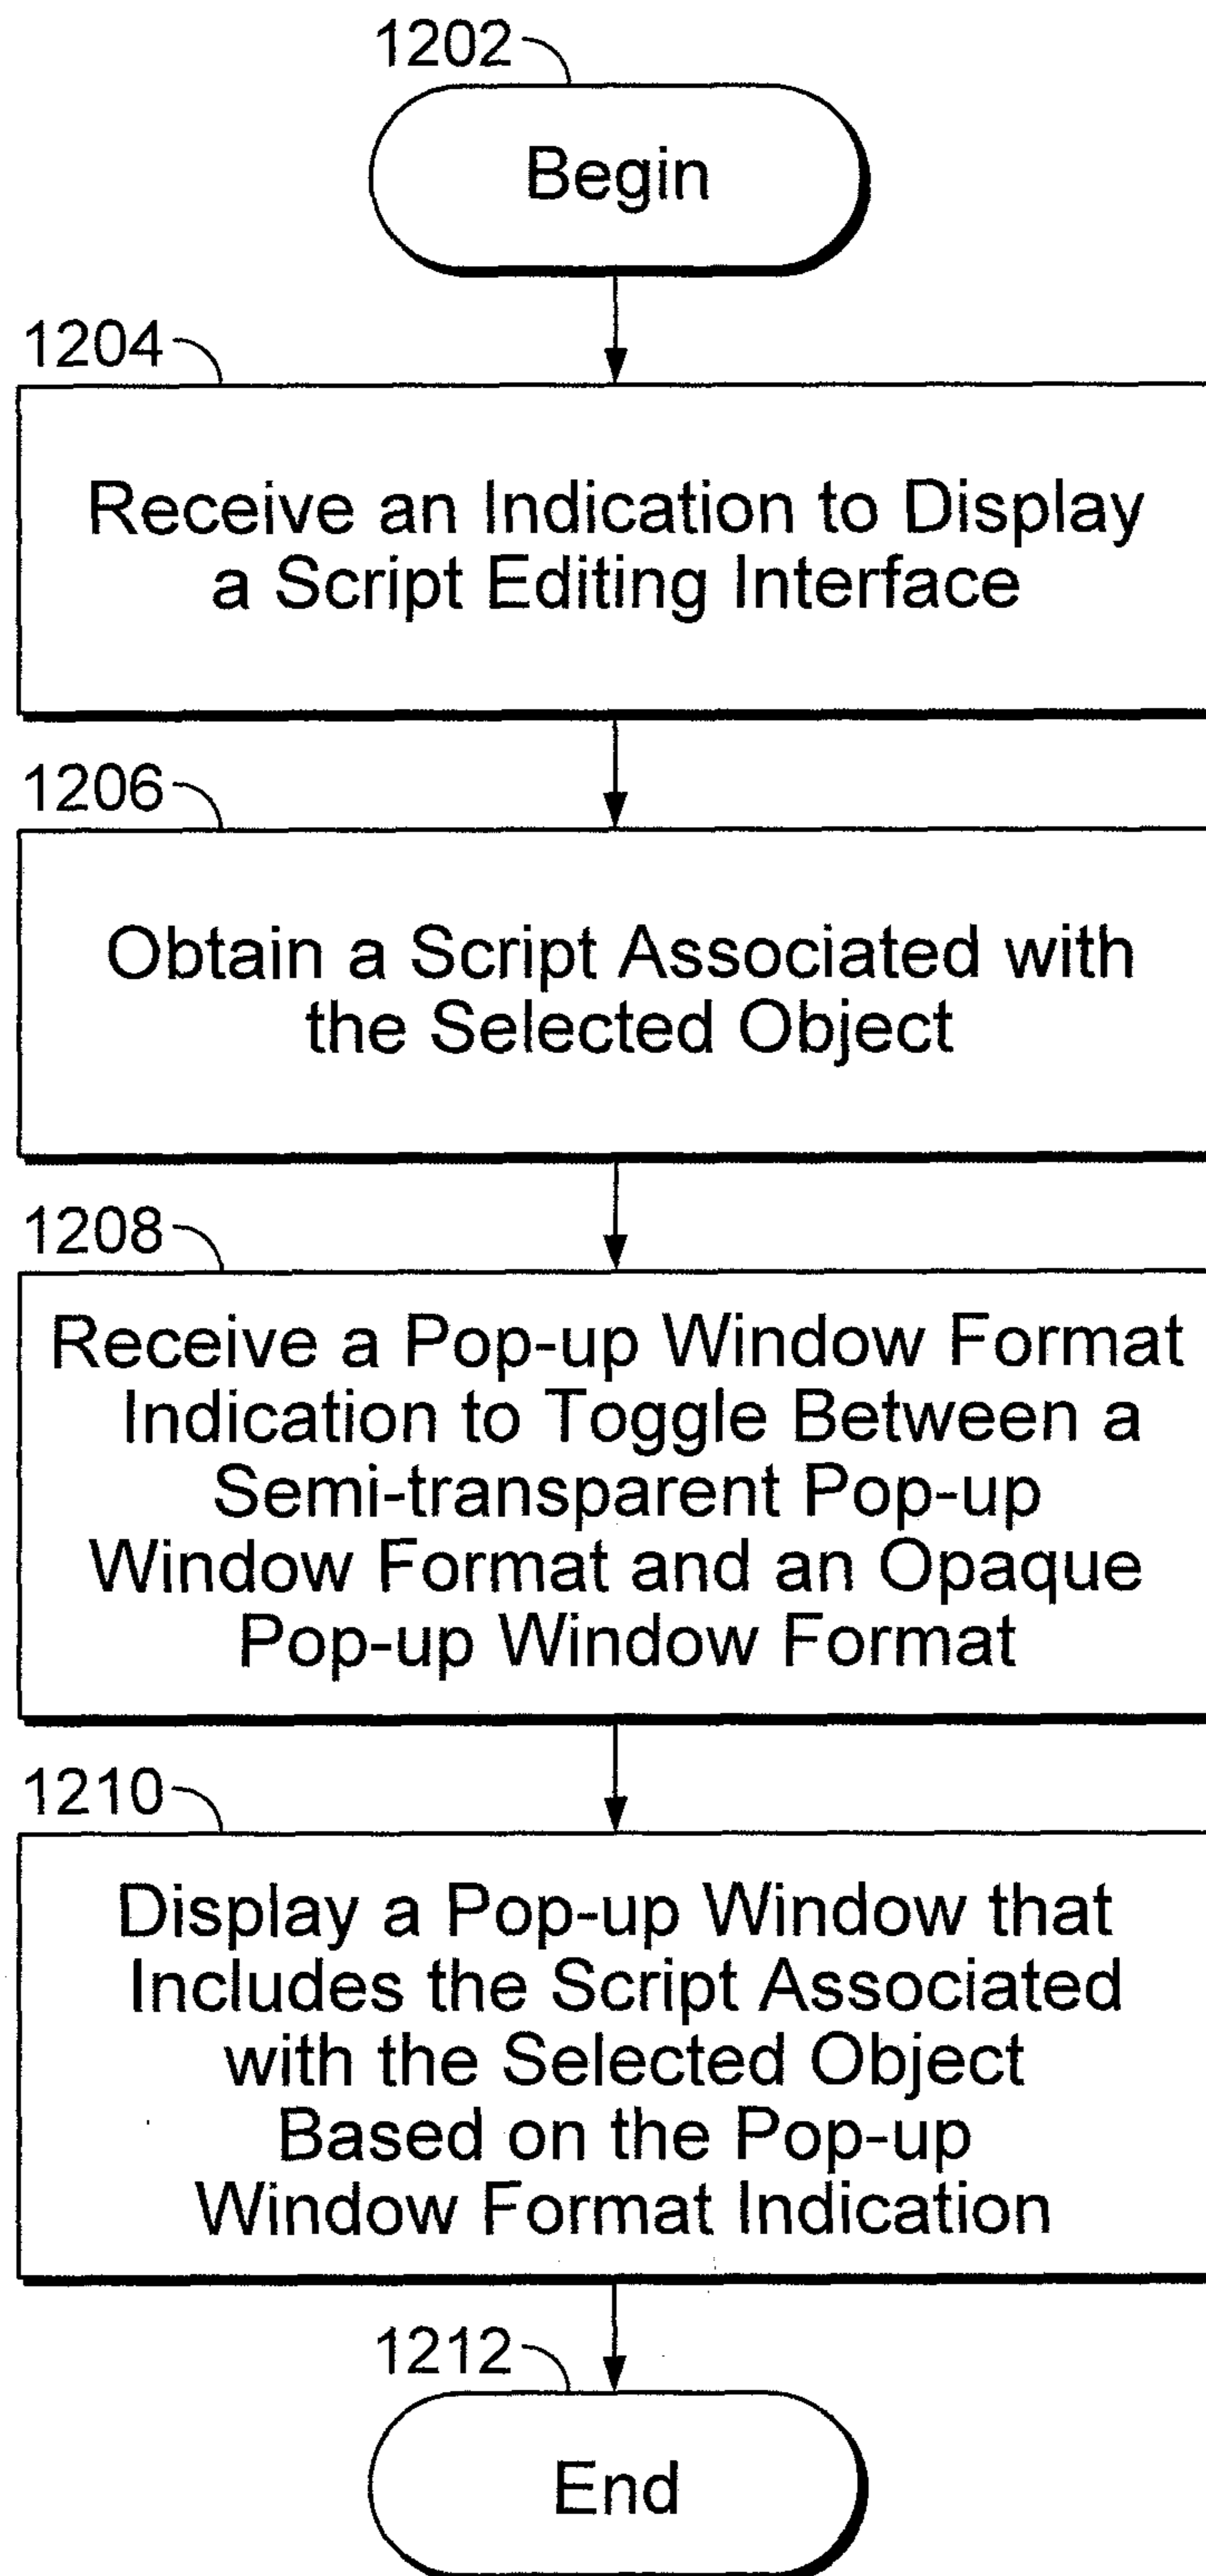 1202
Begin
1204
Receive an Indication to Display
a Script Editing Interface
1206
Obtain a Script Associated with
the Selected Object
1208
Receive a Pop-up Window Format
Indication to Toggle Between a
Semi-transparent Pop-up
Window Format and an Opaque
Pop-up Window Format
1210
Display a Pop-up Window that
Includes the Script Associated
with the Selected Object
Based on the Pop-up
Window Format Indication
1212
End